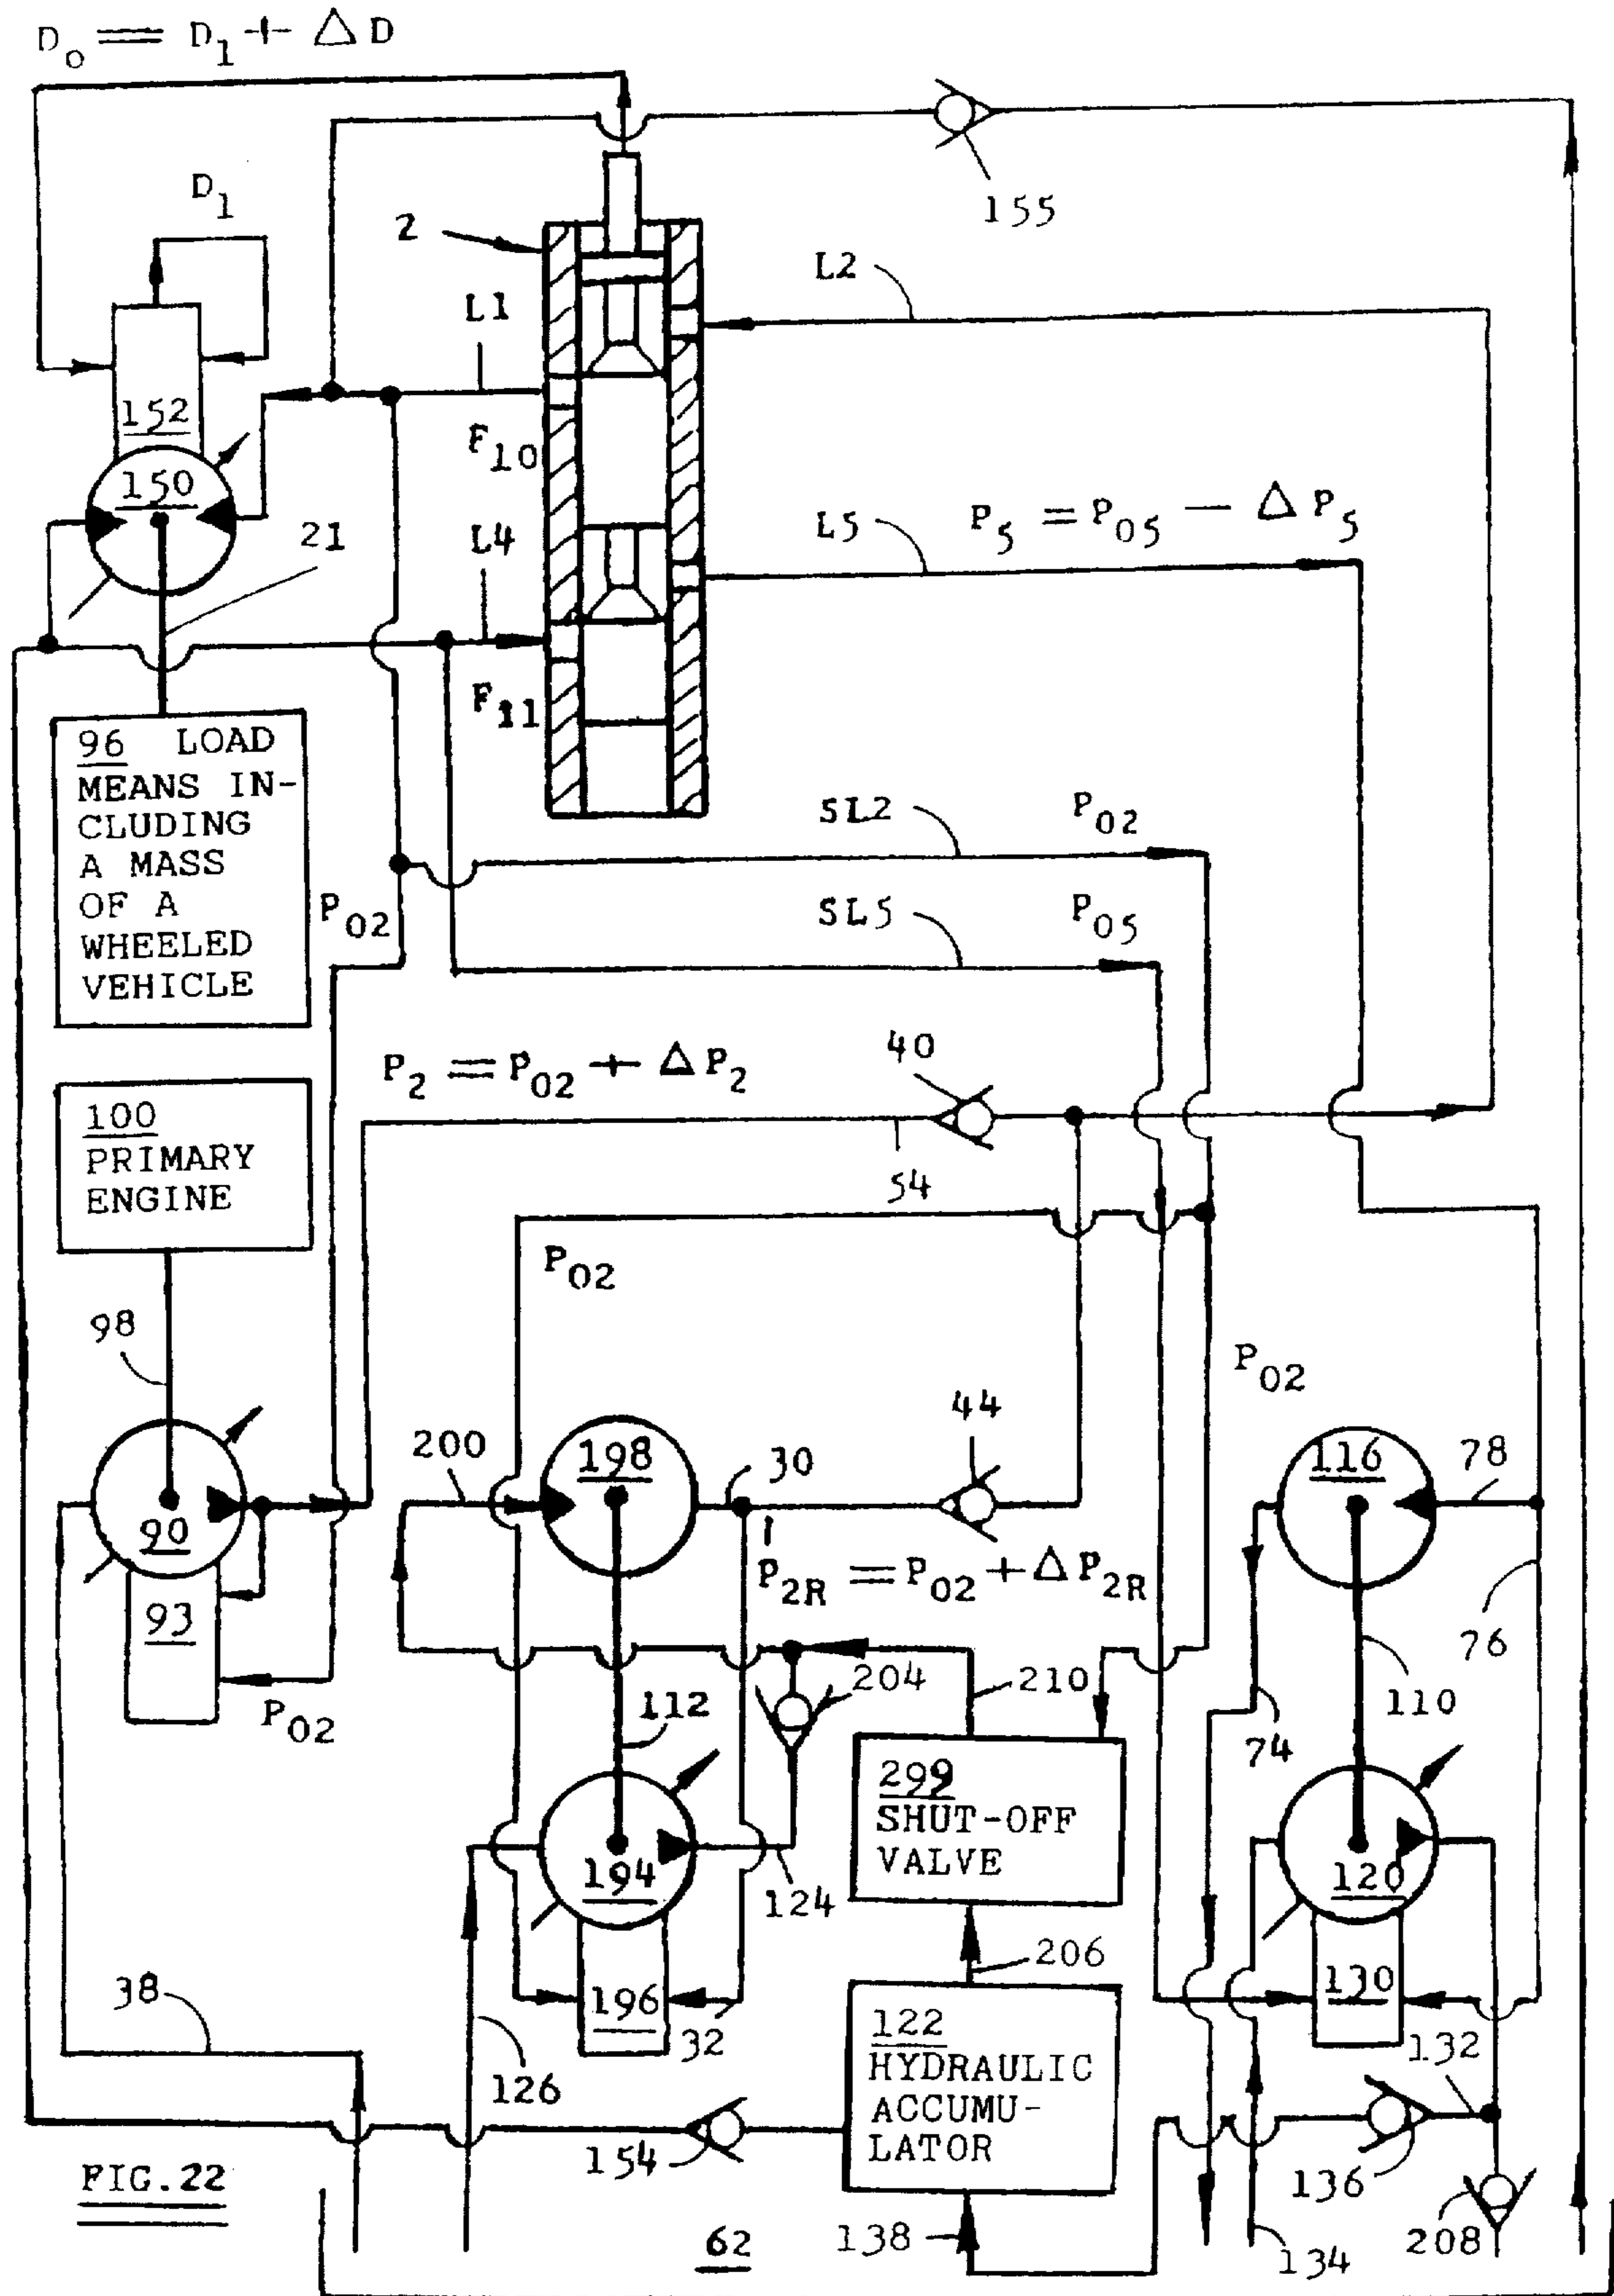 D₀ = D₁ + ΔD
D₁
155
2
L2
L1
152
F₁₀
150
21
L4
L5
P₅ = P₀₅ − ΔP₅
F₁₁
96 LOAD
MEANS IN-
CLUDING
A MASS
OF A
WHEELED
VEHICLE
SL2
P₀₂
P₀₂
SL5
P₀₅
P₂ = P₀₂ + ΔP₂
40
100
PRIMARY
ENGINE
54
P₀₂
98
P₀₂
44
200
198
30
116
78
90
P₂R = P₀₂ + ΔP₂R
93
76
204
210
110
P₀₂
112
74
299
SHUT-OFF
VALVE
194
124
120
206
38
196
32
130
122
HYDRAULIC
ACCUMU-
LATOR
132
126
154
136
FIG.22
62
138
134
208